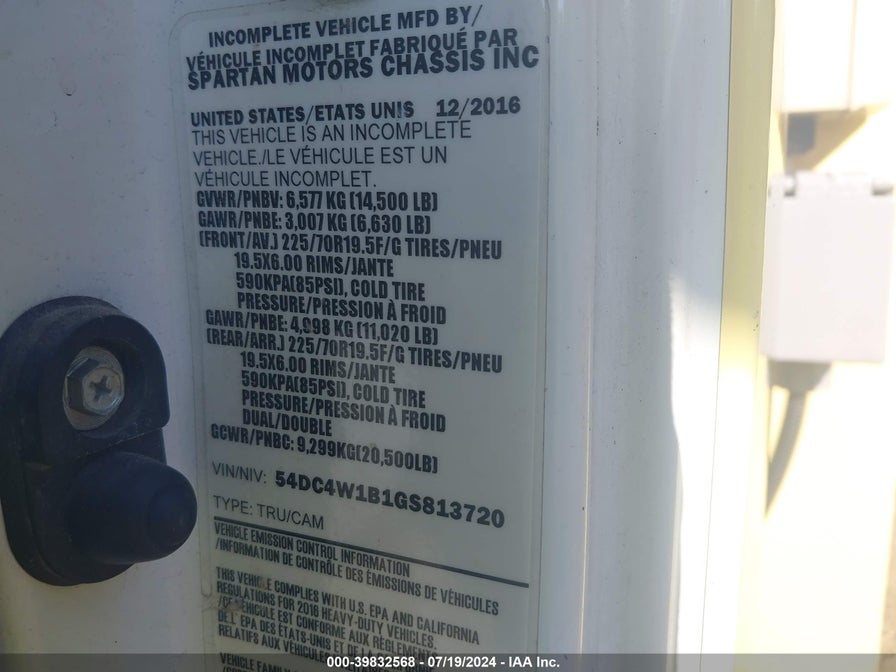 INCOMPLETE VEHICLE MFD BY/
VÉHICULE INCOMPLET FABRIQUÉ PAR
SPARTAN MOTORS CHASSIS INC
UNITED STATES/ETATS UNIS 12/2016
THIS VEHICLE IS AN INCOMPLETE
VEHICLE./LE VÉHICULE EST UN
VÉHICULE INCOMPLET.
GVWR/PNBV: 6,577 KG (14,500 LB)
GAWR/PNBE: 3,007 KG (6,630 LB)
(FRONT/AV.) 225/70R19.5F/G TIRES/PNEU
19.5X6.00 RIMS/JANTE
590KPA(85PSI), COLD TIRE
PRESSURE/PRESSION À FROID
GAWR/PNBE: 4,998 KG (11,020 LB)
(REAR/ARR.) 225/70R19.5F/G TIRES/PNEU
19.5X6.00 RIMS/JANTE
590KPA(85PSI), COLD TIRE
PRESSURE/PRESSION À FROID
DUAL/DOUBLE
GCWR/PNBC: 9,299KG(20,500LB)
VIN/NIV: 54DC4W1B1GS813720
TYPE: TRU/CAM
VEHICLE EMISSION CONTROL INFORMATION
/INFORMATION DE CONTRÔLE DES ÉMISSIONS DE VÉHICULES
THIS VEHICLE COMPLIES WITH U.S. EPA AND CALIFORNIA
REGULATIONS FOR 2016 HEAVY-DUTY VEHICLES.
/CE VÉHICULE EST CONFORME AUX RÉGLEMENTS
DE L'EPA DES ÉTATS-UNIS ET DE LA CALIFORNIE
RELATIFS AUX VÉHICULES LOURDS
VEHICLE FAMILY
000-39832568 - 07/19/2024 - IAA Inc.